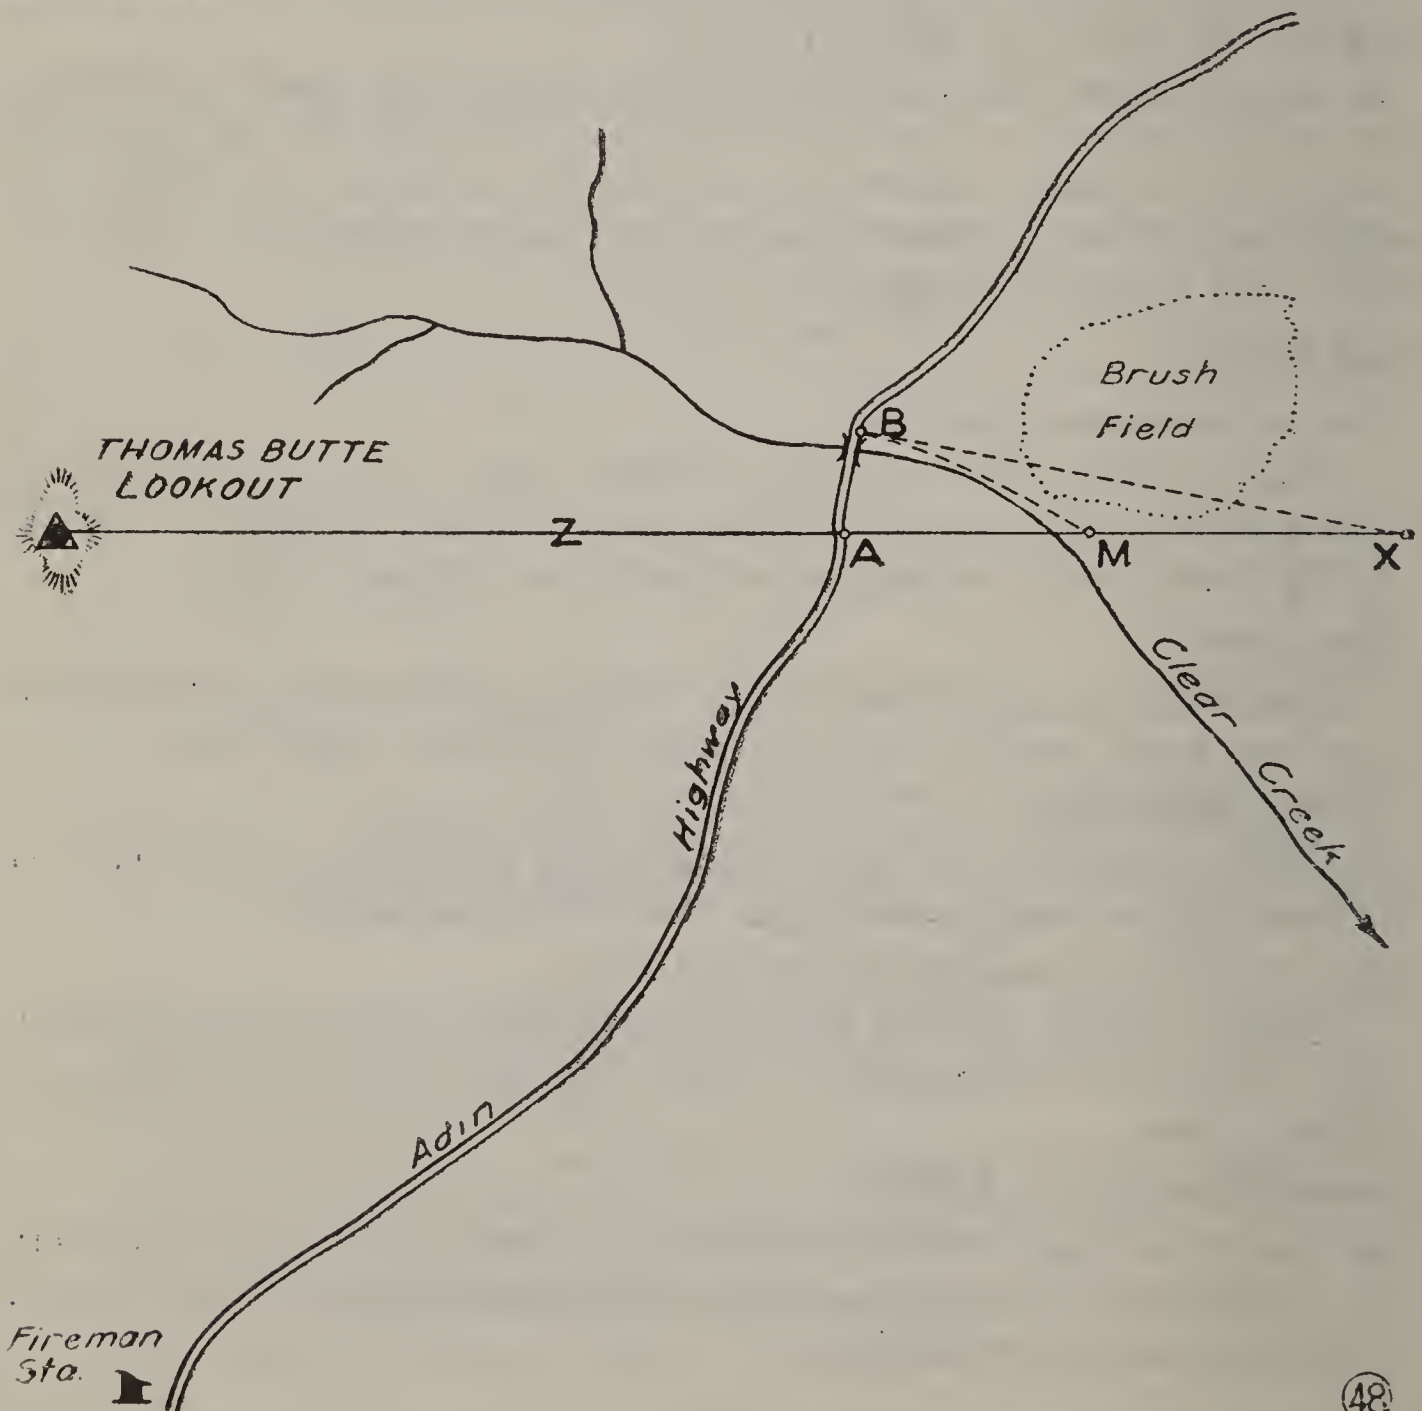 Brush
Field
B
THOMAS BUTTE
LOOKOUT
Z
A
M
X
Clear
Creek
Highway
Adin
Fireman
Sta.
48